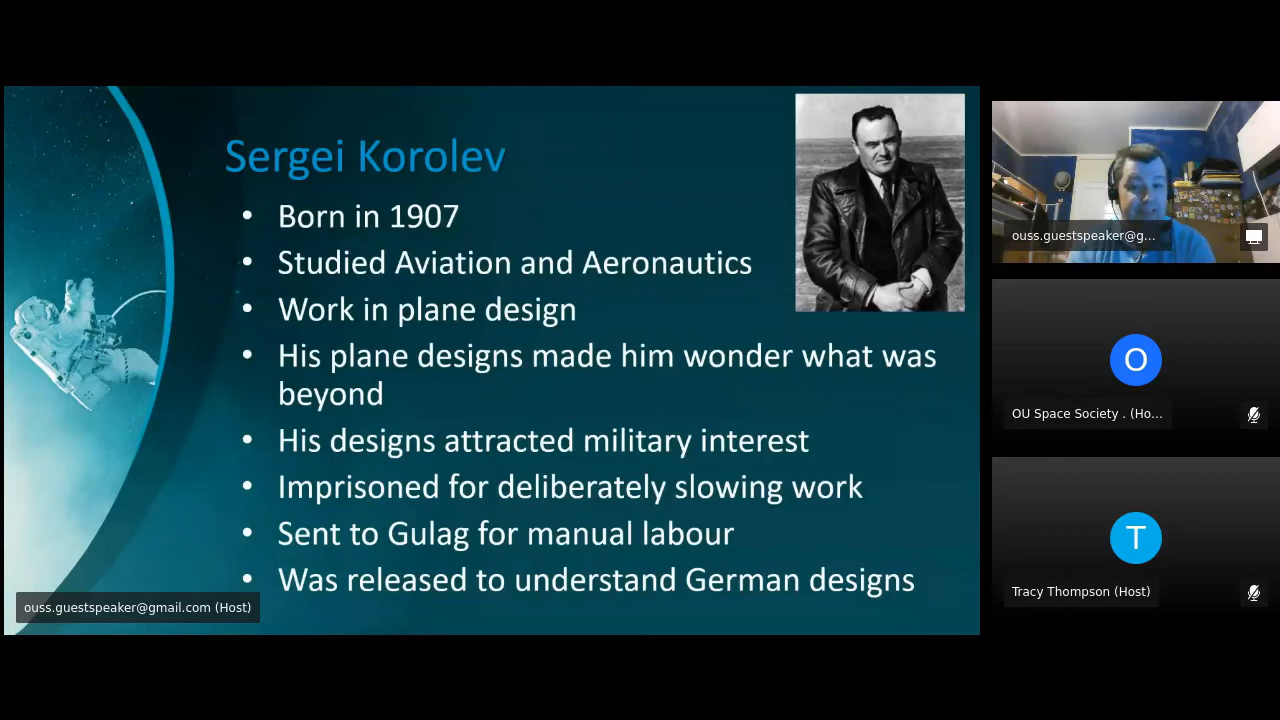 Sergei Korolev
• Born in 1907
• Studied Aviation and Aeronautics
• Work in plane design
• His plane designs made him wonder what was
beyond
• His designs attracted military interest
• Imprisoned for deliberately slowing work
• Sent to Gulag for manual labour
• Was released to understand German designs
ouss.guestspeaker@gmail.com (Host)
ouss.guestspeaker@g...
O
OU Space Society . (Ho...
T
Tracy Thompson (Host)